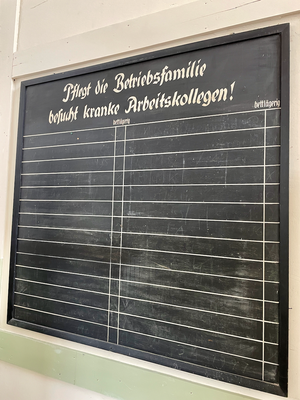 Pflegt die Betriebsfamilie
besucht kranke Arbeitskollegen!
bettlägerig bettlägerig